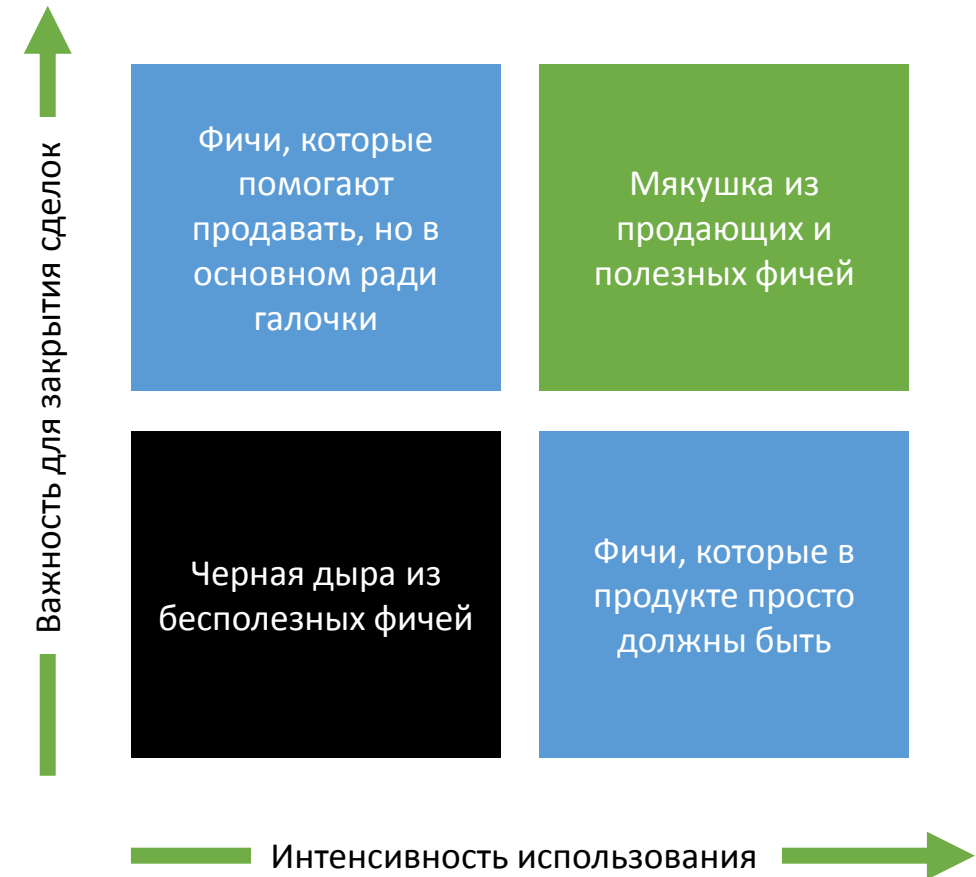 Важность для закрытия сделок
Фичи, которые
помогают
продавать, но в
основном ради
галочки
Мякушка из
продающих и
полезных фичей
Черная дыра из
бесполезных фичей
Фичи, которые в
продукте просто
должны быть
Интенсивность использования